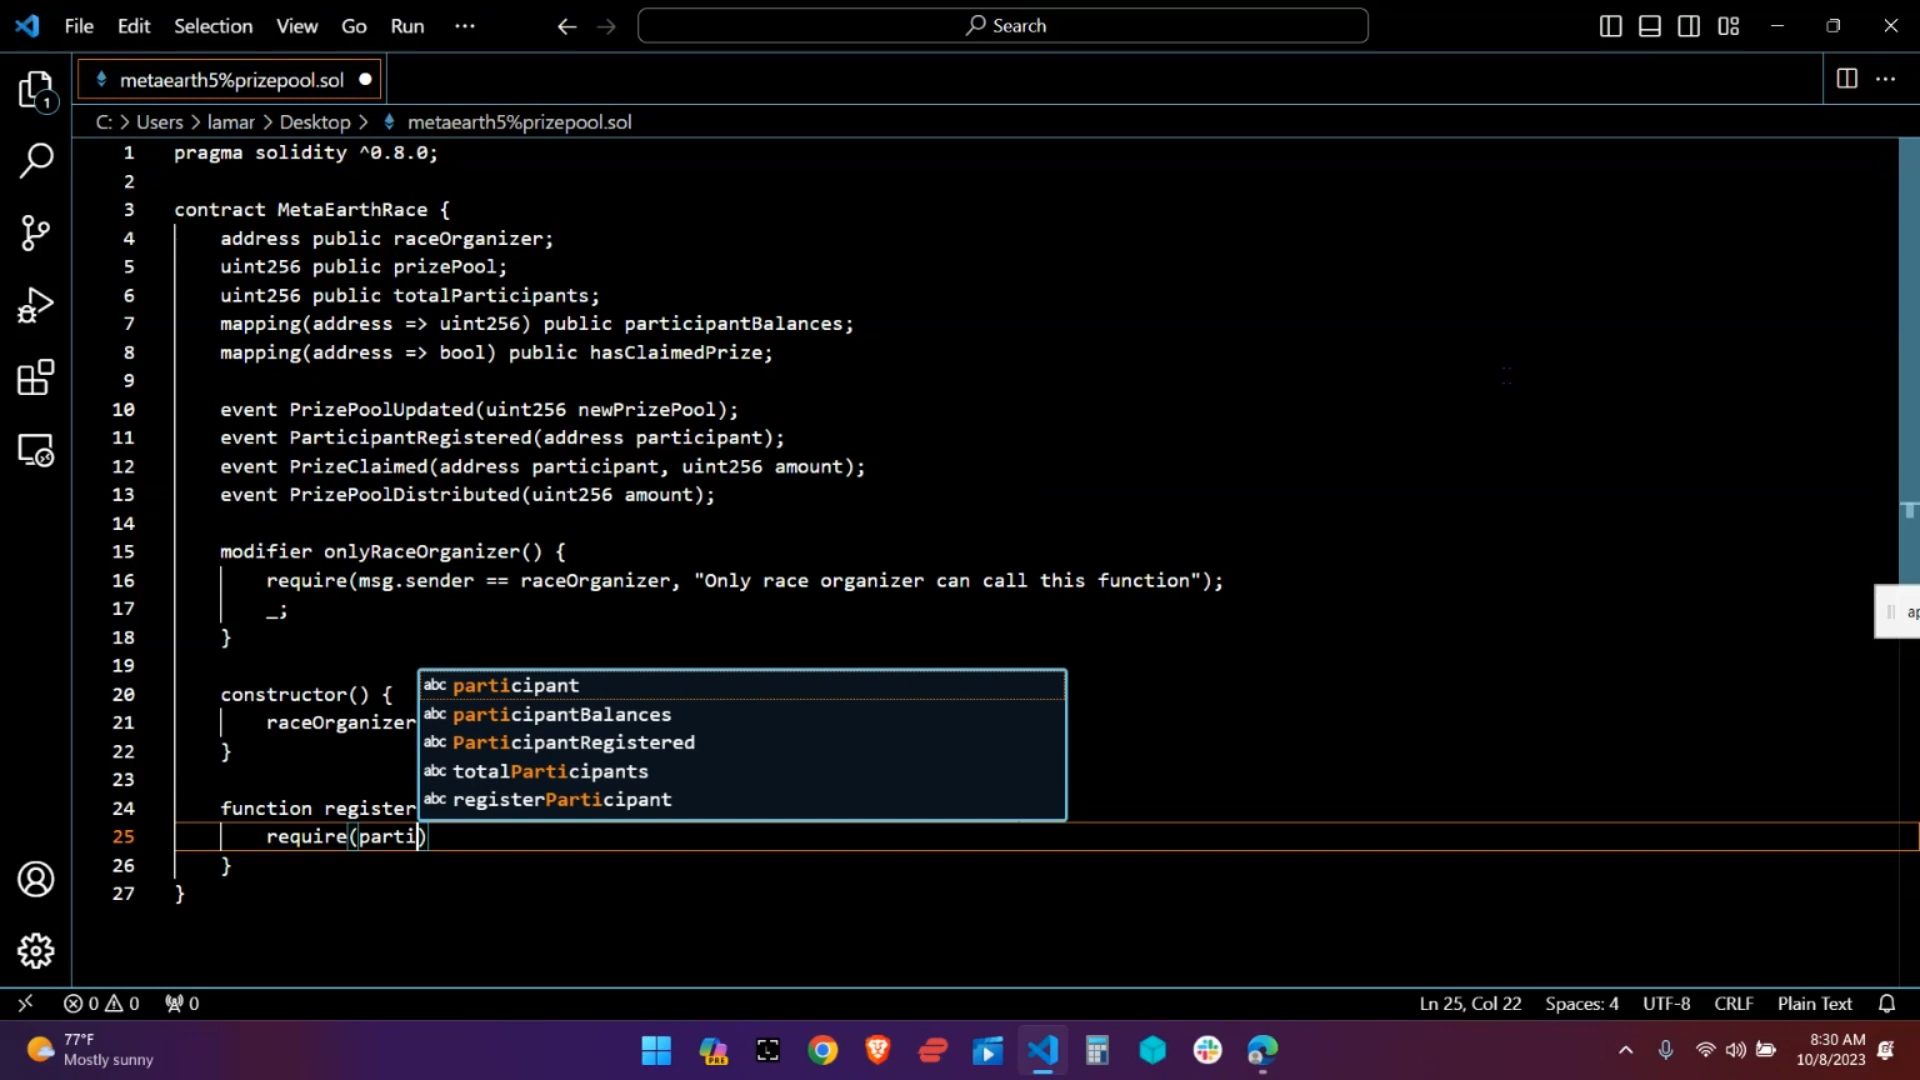 File Edit Selection View Go Run ··· Search
metaearth5%prizepool.sol
C: > Users > lamar > Desktop > metaearth5%prizepool.sol
1 pragma solidity ^0.8.0;
2
3 contract MetaEarthRace {
4 address public raceOrganizer;
5 uint256 public prizePool;
6 uint256 public totalParticipants;
7 mapping(address => uint256) public participantBalances;
8 mapping(address => bool) public hasClaimedPrize;
9
10 event PrizePoolUpdated(uint256 newPrizePool);
11 event ParticipantRegistered(address participant);
12 event PrizeClaimed(address participant, uint256 amount);
13 event PrizePoolDistributed(uint256 amount);
14
15 modifier onlyRaceOrganizer() {
16 require(msg.sender == raceOrganizer, "Only race organizer can call this function");
17 _;
18 }
19
20 constructor() {
21 raceOrganizer
22 }
23
24 function register
25 require(parti)
26 }
27 }
abc participant
abc participantBalances
abc ParticipantRegistered
abc totalParticipants
abc registerParticipant
1
ap
0 0 0 Ln 25, Col 22 Spaces: 4 UTF-8 CRLF Plain Text
77°F
Mostly sunny
PRE
8:30 AM
10/8/2023